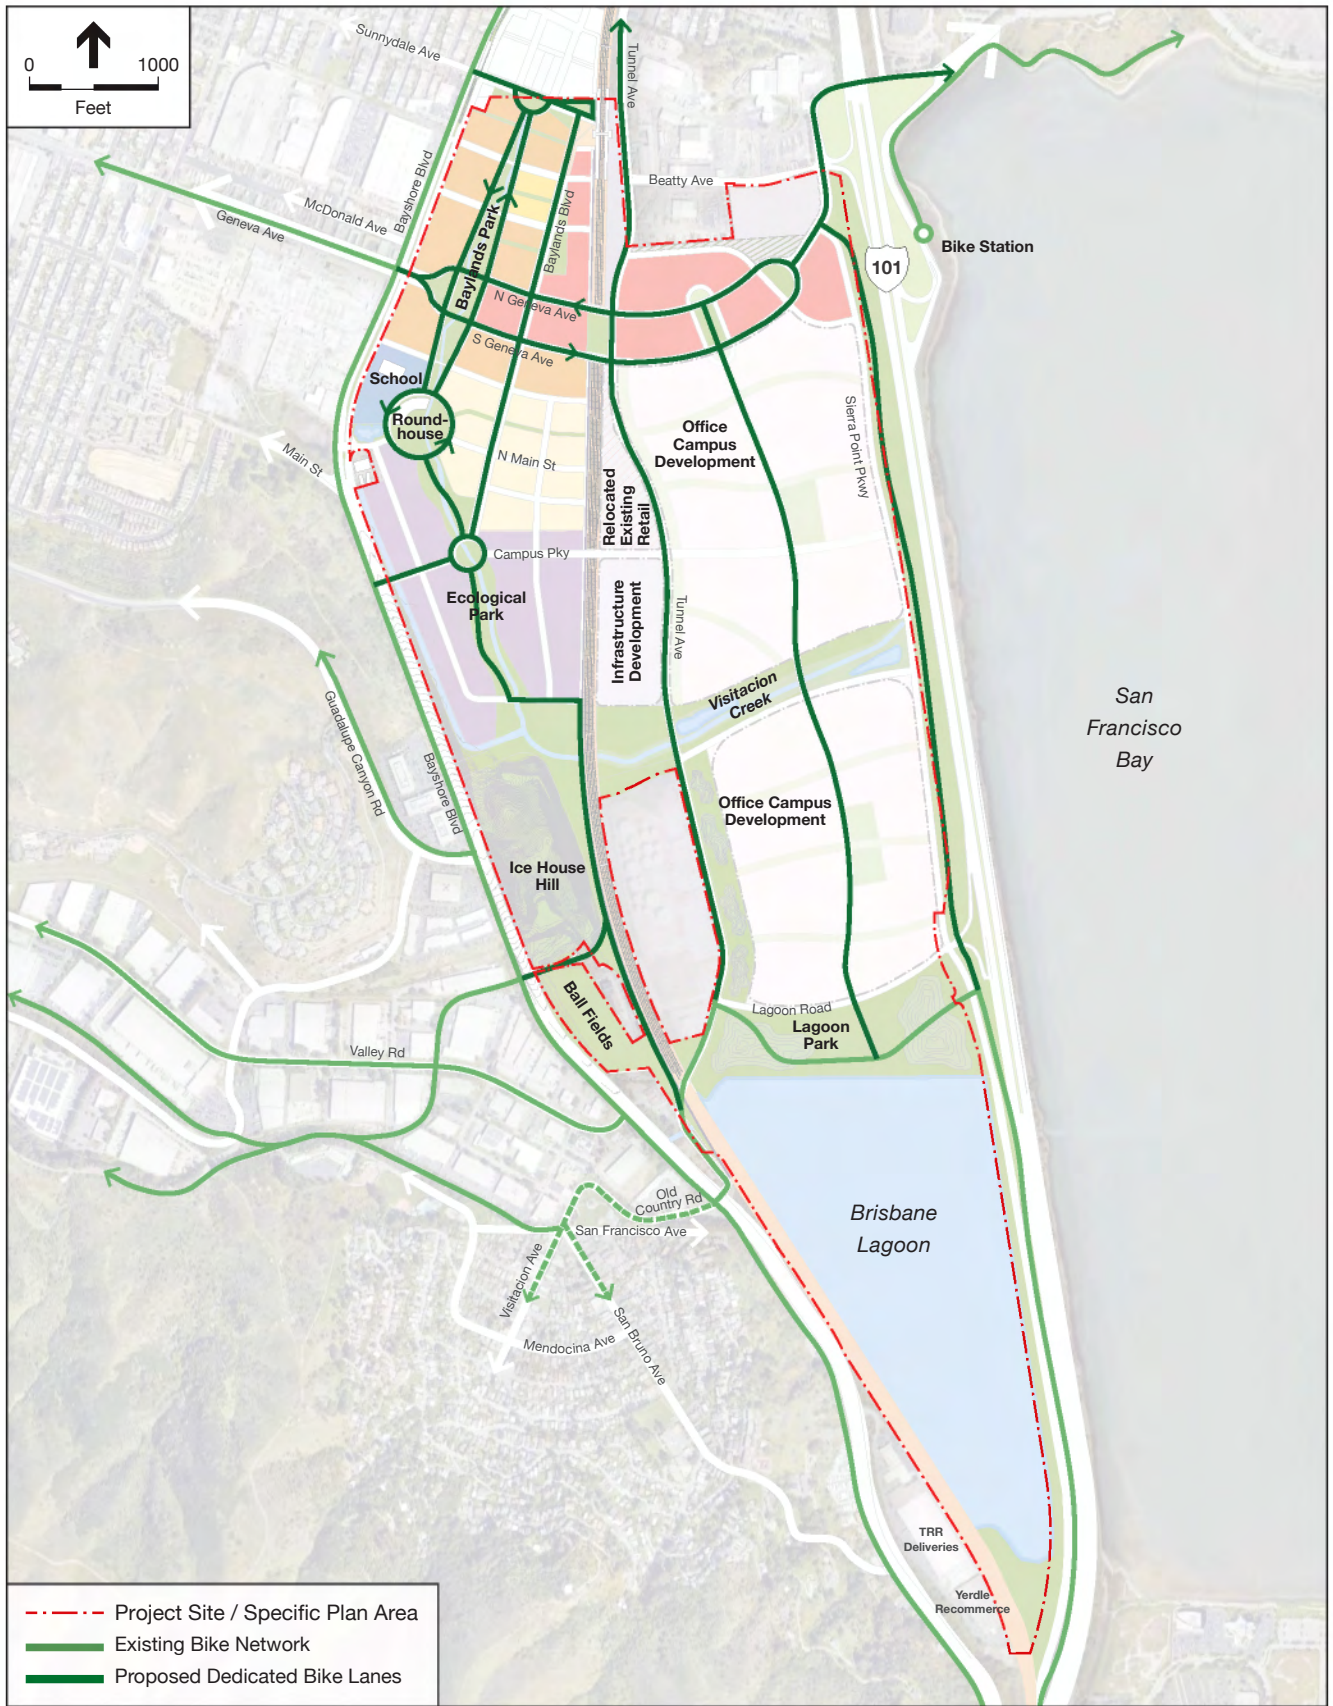 0 1000
Feet
Sunnydale Ave
Tunnel Ave
Bayshore Blvd
McDonald Ave
Geneva Ave
Beatty Ave
Baylands Park
Baylands Blvd
Bike Station
101
N Geneva Ave
S Geneva Ave
School
Round-
house
Main St
N Main St
Office
Campus
Development
Sierra Point Pkwy
Relocated
Existing
Retail
Campus Pky
Ecological
Park
Infrastructure
Development
Tunnel Ave
Visitacion
Creek
San
Francisco
Bay
Guadalupe Canyon Rd
Bayshore Blvd
Office Campus
Development
Ice House
Hill
Ball Fields
Lagoon Road
Lagoon
Park
Valley Rd
Old
Country Rd
San Francisco Ave
Visitacion Ave
San Bruno Ave
Mendocina Ave
Brisbane
Lagoon
TRR
Deliveries
Yerdle
Recommerce
Project Site / Specific Plan Area
Existing Bike Network
Proposed Dedicated Bike Lanes